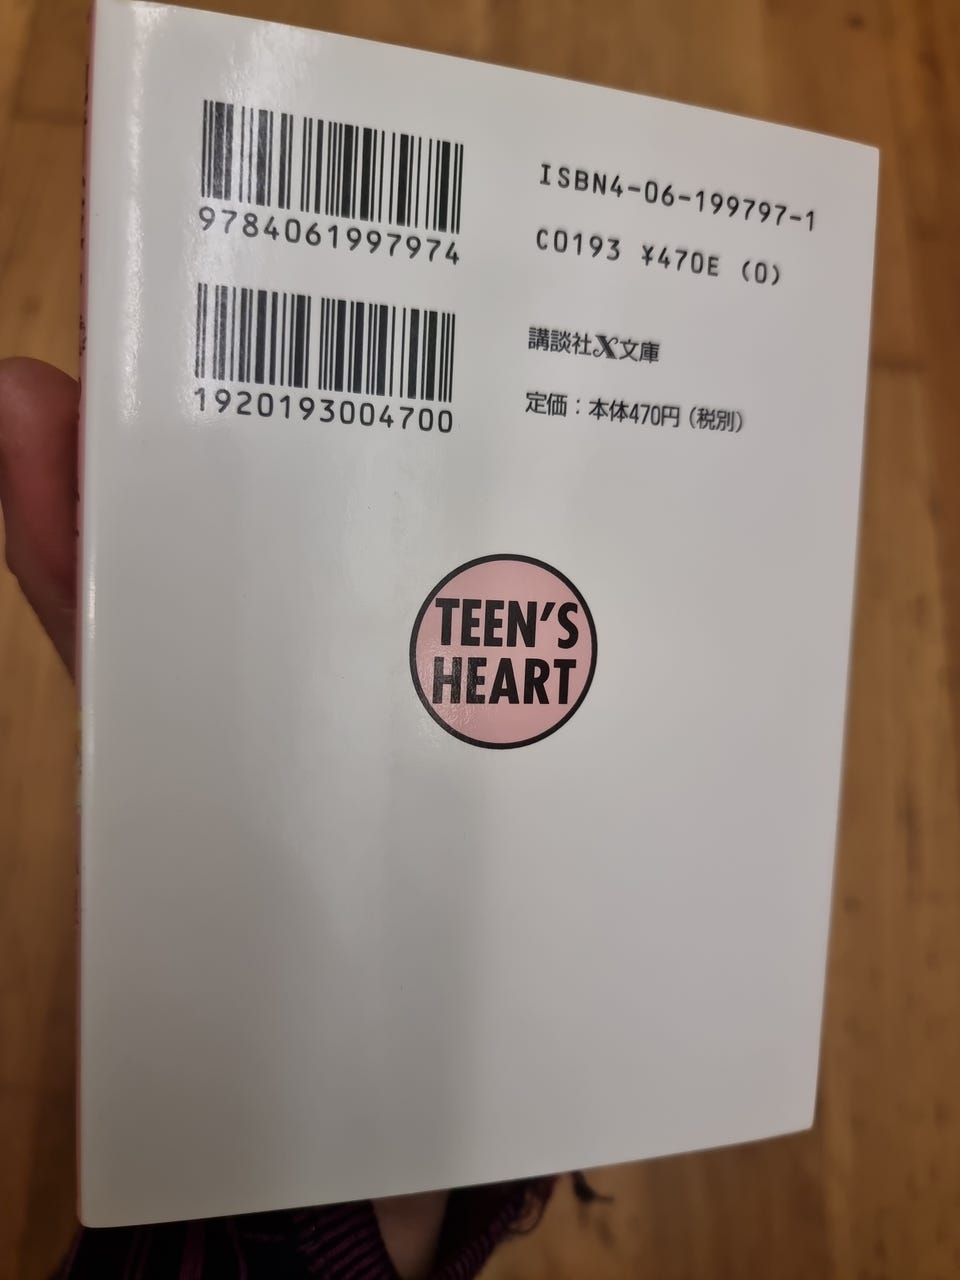 9784061997974
1920193004700
ISBN4-06-199797-1
C0193 ¥470E (0)
講談社X文庫
定価：本体470円（税別）
TEEN'S
HEART